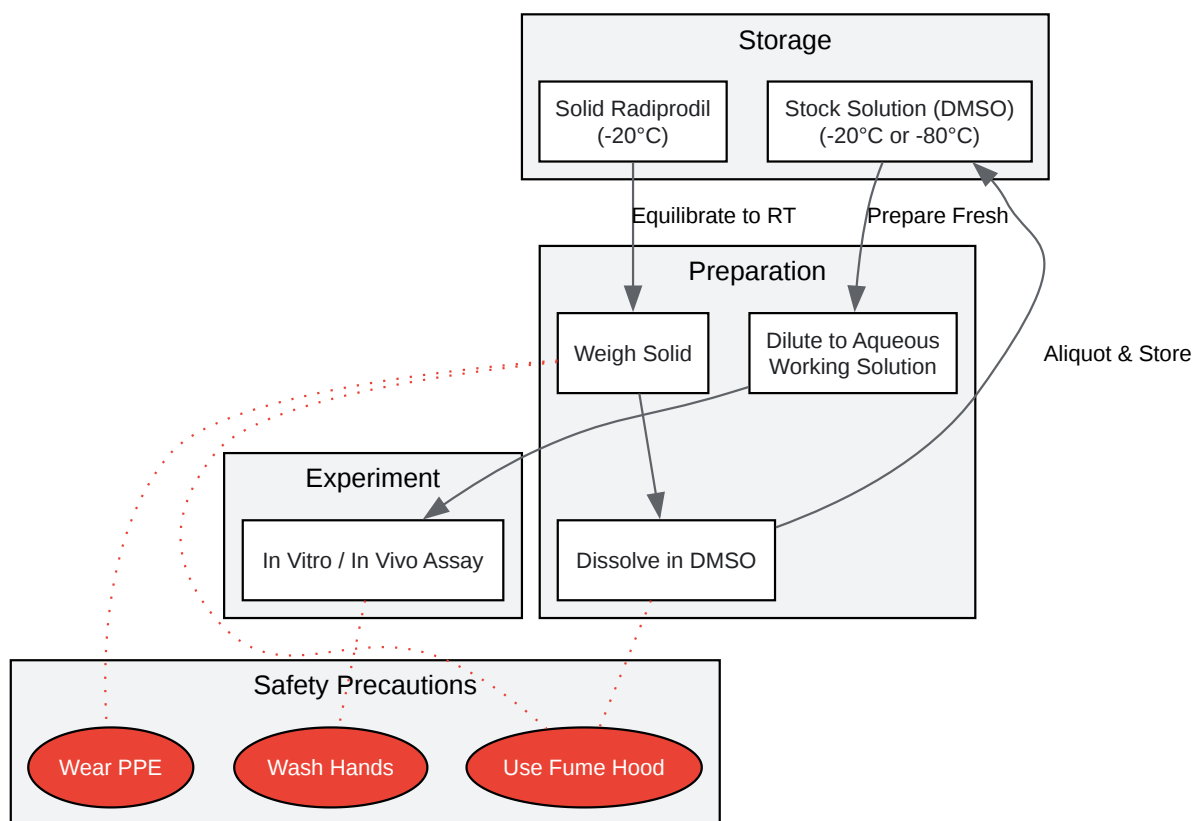 Storage
Solid Radiprodil
(-20°C)
Stock Solution (DMSO)
(-20°C or -80°C)
Equilibrate to RT
Prepare Fresh
Preparation
Weigh Solid
Dilute to Aqueous
Working Solution
Aliquot & Store
Experiment
In Vitro / In Vivo Assay
Dissolve in DMSO
Safety Precautions
Wear PPE
Wash Hands
Use Fume Hood